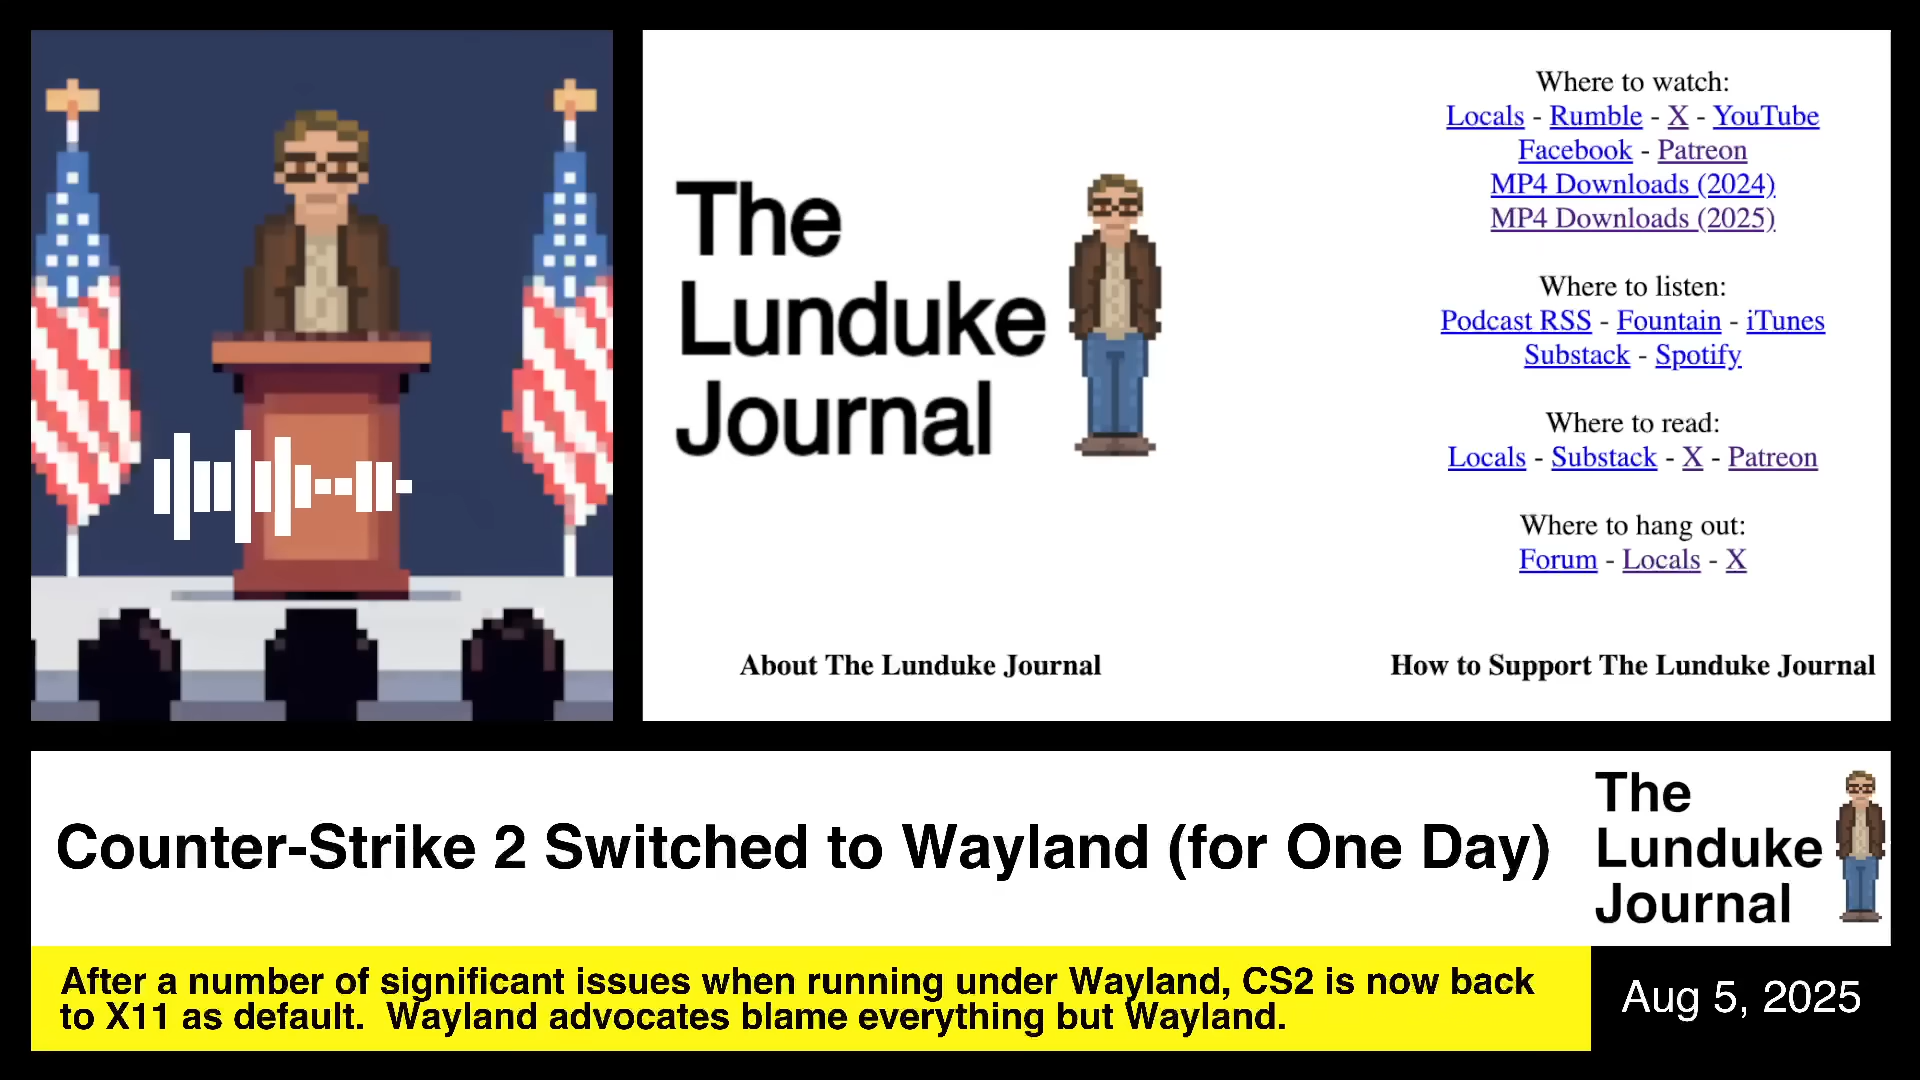 The
Lunduke
Journal
About The Lunduke Journal
Where to watch:
Locals - Rumble - X - YouTube
Facebook - Patreon
MP4 Downloads (2024)
MP4 Downloads (2025)
Where to listen:
Podcast RSS - Fountain - iTunes
Substack - Spotify
Where to read:
Locals - Substack - X - Patreon
Where to hang out:
Forum - Locals - X
How to Support The Lunduke Journal
Counter-Strike 2 Switched to Wayland (for One Day)
The
Lunduke
Journal
After a number of significant issues when running under Wayland, CS2 is now back
to X11 as default.  Wayland advocates blame everything but Wayland.
Aug 5, 2025